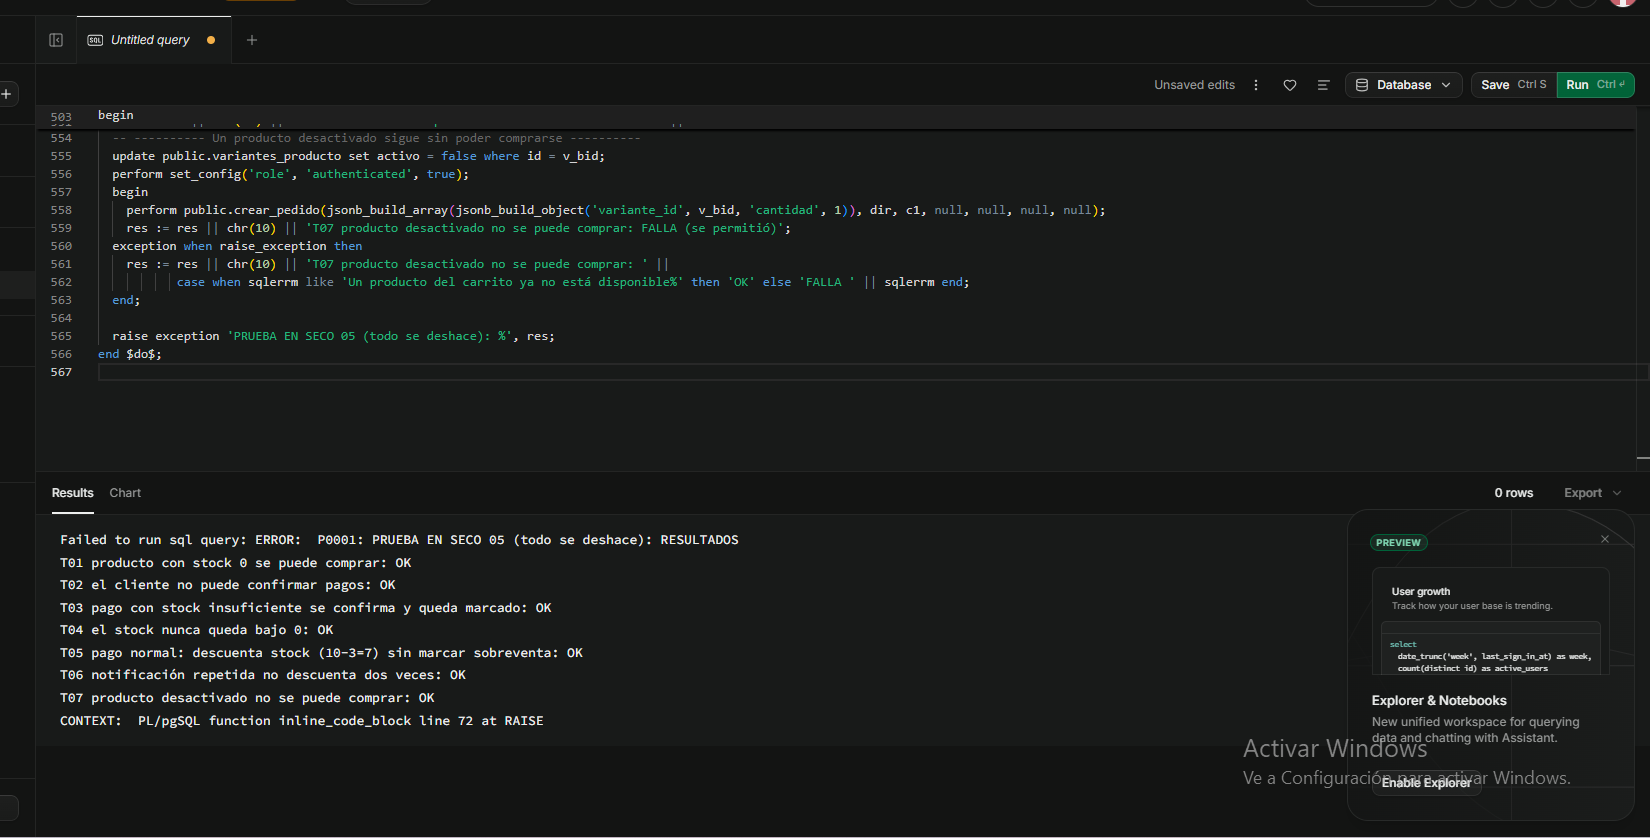 SQL Untitled query
Unsaved edits
Database
Save Ctrl S
Run Ctrl ↵
503 begin
554 -- ---------- Un producto desactivado sigue sin poder comprarse ----------
555 update public.variantes_producto set activo = false where id = v_bid;
556 perform set_config('role', 'authenticated', true);
557 begin
558 perform public.crear_pedido(jsonb_build_array(jsonb_build_object('variante_id', v_bid, 'cantidad', 1)), dir, c1, null, null, null, null);
559 res := res || chr(10) || 'T07 producto desactivado no se puede comprar: FALLA (se permitió)';
560 exception when raise_exception then
561 res := res || chr(10) || 'T07 producto desactivado no se puede comprar: ' ||
562 case when sqlerrm like 'Un producto del carrito ya no está disponible%' then 'OK' else 'FALLA ' || sqlerrm end;
563 end;
564
565 raise exception 'PRUEBA EN SECO 05 (todo se deshace): %', res;
566 end $do$;
567
Results Chart
0 rows
Export
Failed to run sql query: ERROR: P0001: PRUEBA EN SECO 05 (todo se deshace): RESULTADOS
T01 producto con stock 0 se puede comprar: OK
T02 el cliente no puede confirmar pagos: OK
T03 pago con stock insuficiente se confirma y queda marcado: OK
T04 el stock nunca queda bajo 0: OK
T05 pago normal: descuenta stock (10-3=7) sin marcar sobreventa: OK
T06 notificación repetida no descuenta dos veces: OK
T07 producto desactivado no se puede comprar: OK
CONTEXT: PL/pgSQL function inline_code_block line 72 at RAISE
PREVIEW
User growth
Track how your user base is trending.
select
date_trunc('week', last_sign_in_at) as week,
count(distinct id) as active_users
Explorer & Notebooks
New unified workspace for querying
data and chatting with Assistant.
Enable Explorer
Activar Windows
Ve a Configuración para activar Windows.